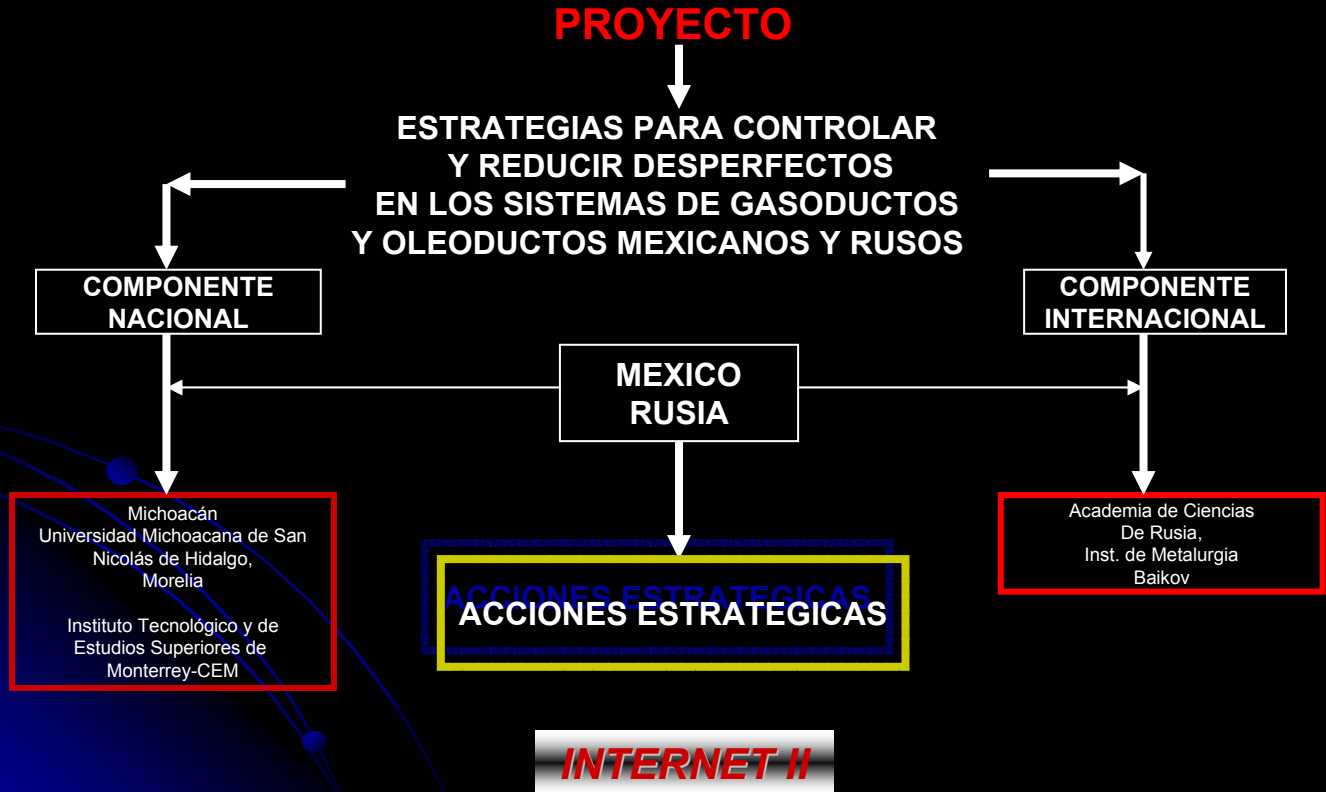 PROYECTO
ESTRATEGIAS PARA CONTROLAR
Y REDUCIR DESPERFECTOS
EN LOS SISTEMAS DE GASODUCTOS
Y OLEODUCTOS MEXICANOS Y RUSOS
COMPONENTE
NACIONAL
COMPONENTE
INTERNACIONAL
MEXICO
RUSIA
Michoacán
Universidad Michoacana de San
Nicolás de Hidalgo,
Morelia
Instituto Tecnológico y de
Estudios Superiores de
Monterrey-CEM
Academia de Ciencias
De Rusia,
Inst. de Metalurgia
Baikov
ACCIONES ESTRATEGICAS
ACCIONES ESTRATEGICAS
INTERNET II